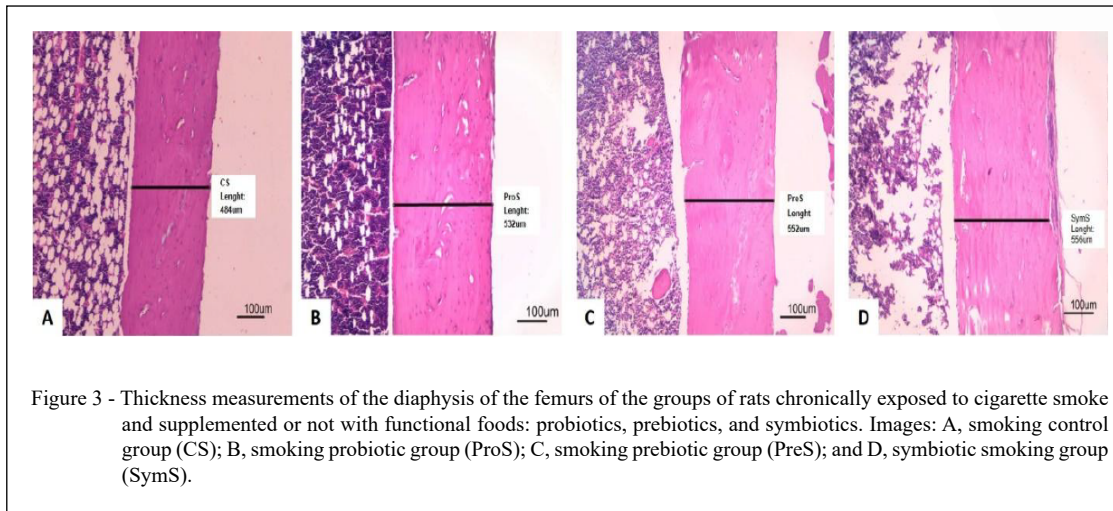 CS
Lenght:
484um
100um
A
ProS
Lenght:
532um
100um
B
PreS
Lenght
552um
100um
C
SymS
Lenght:
556um
100um
D
Figure 3 - Thickness measurements of the diaphysis of the femurs of the groups of rats chronically exposed to cigarette smoke
and supplemented or not with functional foods: probiotics, prebiotics, and symbiotics. Images: A, smoking control
group (CS); B, smoking probiotic group (ProS); C, smoking prebiotic group (PreS); and D, symbiotic smoking group
(SymS).